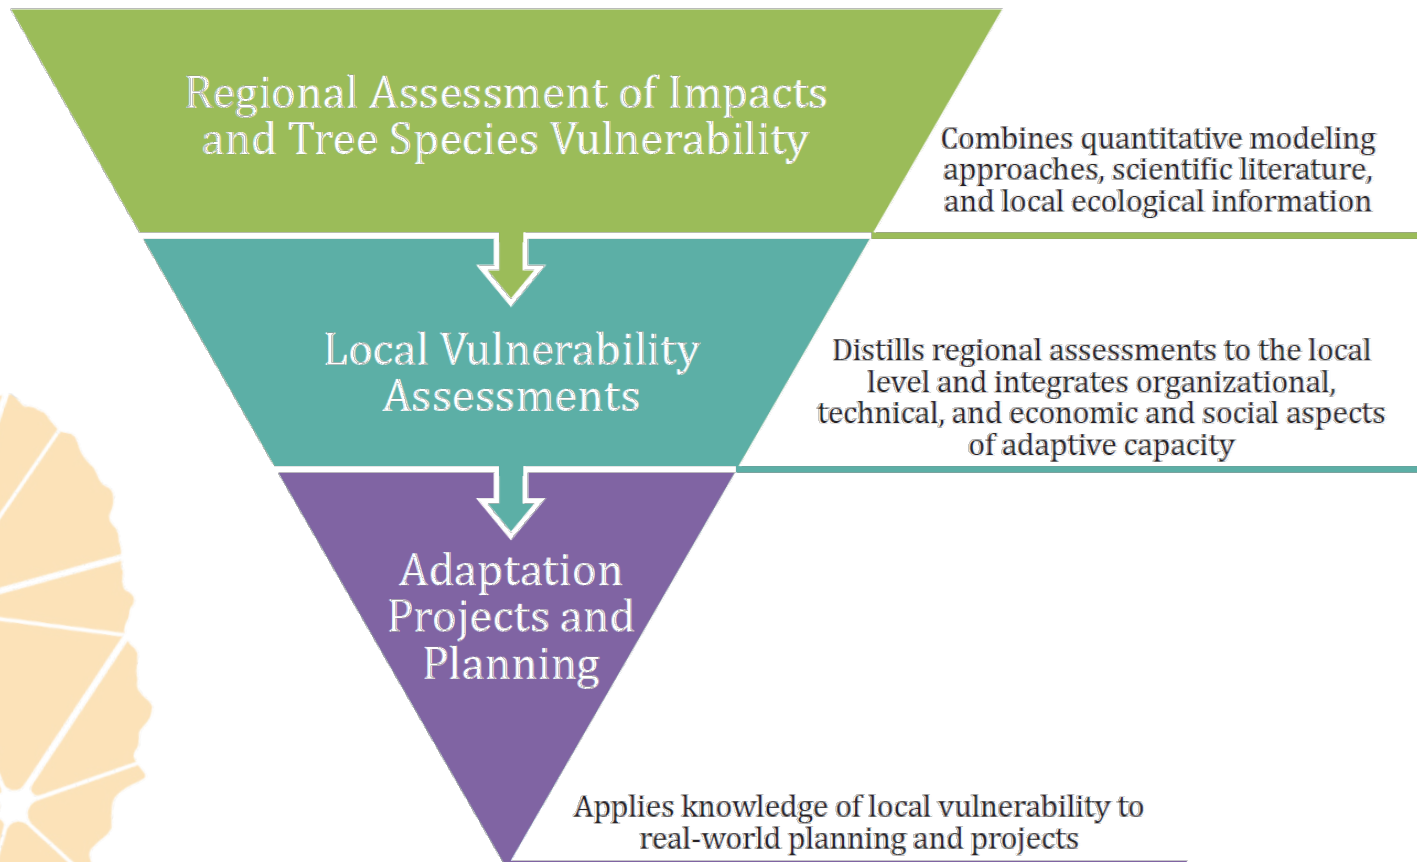 Regional Assessment of Impacts
and Tree Species Vulnerability
Combines quantitative modeling
approaches, scientific literature,
and local ecological information
Local Vulnerability
Assessments
Distills regional assessments to the local
level and integrates organizational,
technical, and economic and social aspects
of adaptive capacity
Adaptation
Projects and
Planning
Applies knowledge of local vulnerability to
real-world planning and projects